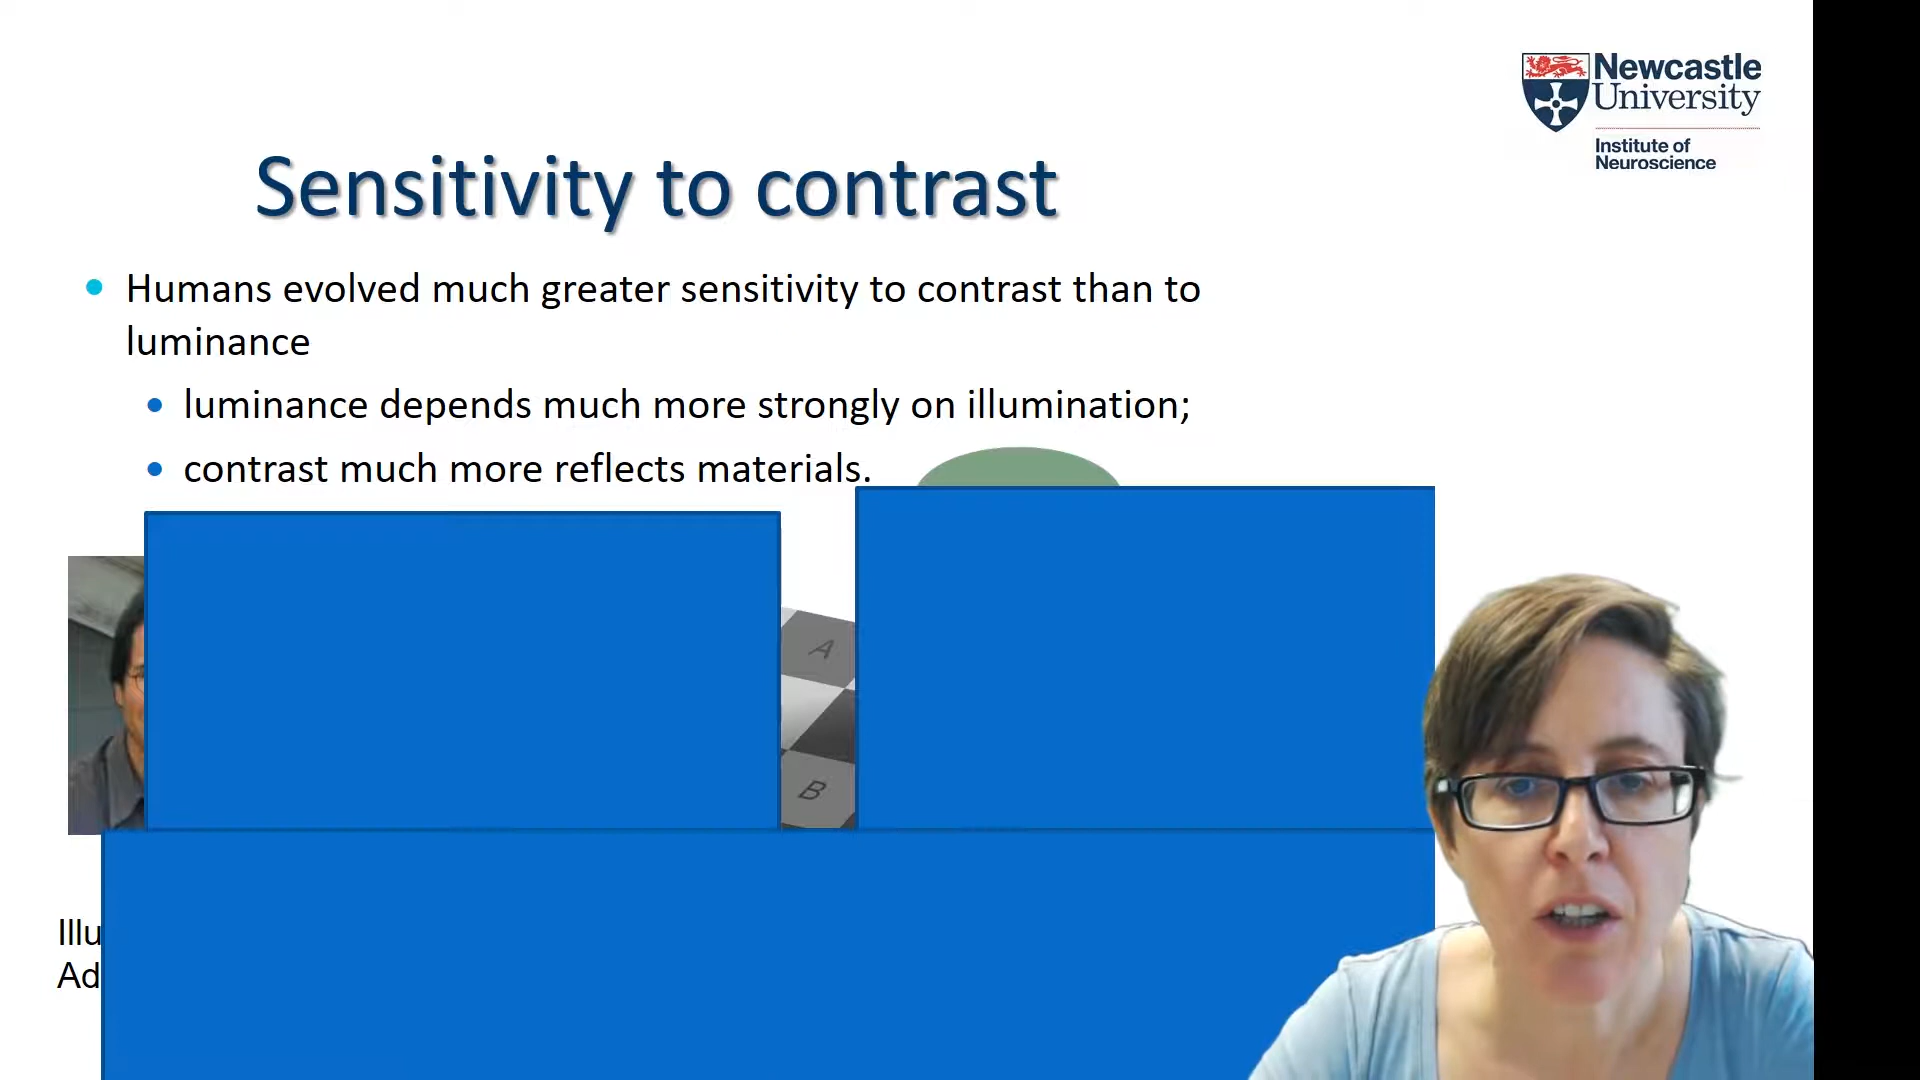 Newcastle
University
Institute of
Neuroscience
Sensitivity to contrast
Humans evolved much greater sensitivity to contrast than to
luminance
luminance depends much more strongly on illumination;
contrast much more reflects materials.
A
B
Illu
Ad